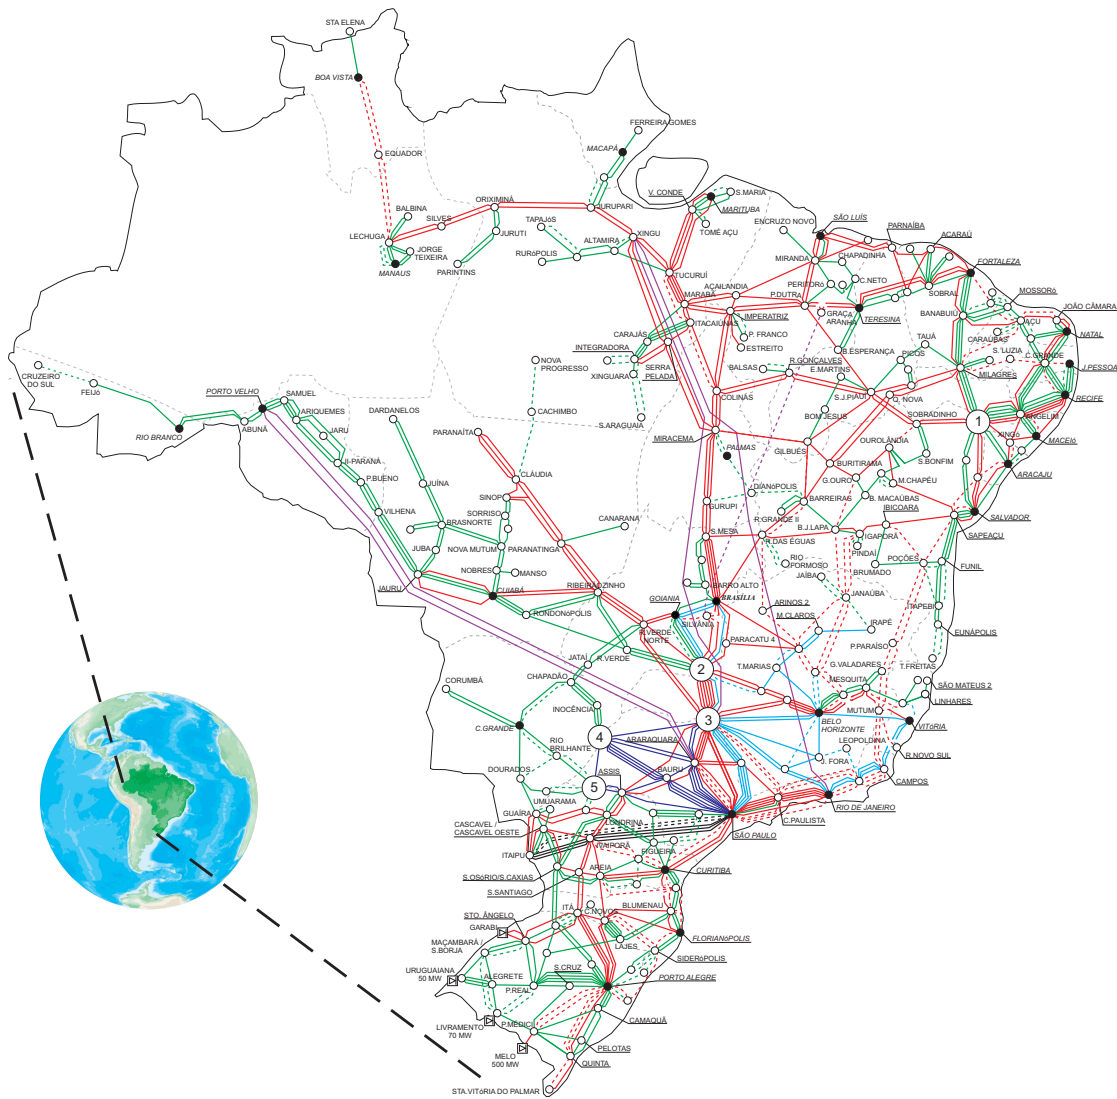 STA ELENA
BOA VISTA
EQUADOR
FERREIRA GOMES
MACAPÁ
BALBINA
ORIXIMINÁ
SILVES
LECHUGA
JORGE
TEIXEIRA
MANAUS
JURUTI
PARINTINS
JURUPARI
TAPAJóS
RURóPOLIS
ALTAMIRA
XINGU
V. CONDE
S.MARIA
MARITUBA
TOMÉ AÇU
ENCRUZO NOVO
SÃO LUÍS
PARNAÍBA
ACARAÚ
MIRANDA
CHAPADINHA
FORTALEZA
TUCURUÍ
PERITORó
C.NETO
MARABÁ
AÇAILANDIA
P.DUTRA
SOBRAL
MOSSORó
JOÃO CÂMARA
ITACAIÚNAS
IMPERATRIZ
GRAÇA
ARANHA
TERESINA
BANABUIÚ
AÇU
NATAL
CARAJÁS
P. FRANCO
ESTREITO
TAUÁ
CARAÚBAS
S. LUZIA
C.GRANDE
INTEGRADORA
B.ESPERANÇA
PICOS
J.PESSOA
NOVA
PROGRESSO
XINGUARA
SERRA
PELADA
BALSAS
R.GONÇALVES
E.MARTINS
MILAGRES
CRUZEIRO
DO SUL
FEIJó
PORTO VELHO
SAMUEL
COLINAS
S.J.PIAUÍ
Q. NOVA
RECIFE
ARIQUEMES
DARDANELOS
CACHIMBO
S.ARAGUAIA
BOM JESUS
SOBRADINHO
1
ANGELIM
RIO BRANCO
ABUNÃ
JARU
PARANAÍTA
MIRACEMA
PALMAS
GILBUÉS
OUROLÂNDIA
XINGó
MACEIó
JI-PARANÁ
BURITIRAMA
S.BONFIM
P.BUENO
JUÍNA
CLÁUDIA
DIANóPOLIS
G.OURO
M.CHAPÉU
ARACAJU
SINOP
GURUPI
BARREIRAS
B. MACAÚBAS
IBICOARA
VILHENA
SORRISO
BRASNORTE
CANARANA
R.GRANDE II
B.J.LAPA
SALVADOR
S.MESA
R.DAS ÉGUAS
IGAPORÃ
SAPEAÇU
JUBA
NOVA MUTUM
PARANATINGA
PINDAÍ
POÇÕES
FUNIL
RIO
FORMOSO
JAÍBA
BRUMADO
NOBRES
MANSO
JAURU
CUIABÁ
RIBEIRÃOZINHO
BARRO ALTO
BRASÍLIA
GOIANIA
ARINOS 2
JANAÚBA
ITAPEBI
RONDONóPOLIS
SILVÂNIA
M.CLAROS
IRAPÉ
EUNÁPOLIS
R.VERDE
NORTE
PARACATU 4
P.PARAÍSO
JATAÍ
R.VERDE
2
T.MARIAS
G.VALADARES
T.FREITAS
CORUMBÁ
CHAPADÃO
MESQUITA
SÃO MATEUS 2
INOCÊNCIA
MUTUM
LINHARES
C.GRANDE
3
BELO
HORIZONTE
VITóRIA
4
ARARAQUARA
LEOPOLDINA
RIO
BRILHANTE
J. FORA
R.NOVO SUL
DOURADOS
ASSIS
BAURU
CAMPOS
5
UMUARAMA
RIO DE JANEIRO
GUAÍRA
LONDRINA
C.PAULISTA
CASCAVEL /
CASCAVEL OESTE
SÃO PAULO
ITAIPU
IVAIPORÃ
FIGUEIRA
S.OSóRIO/S.CAXIAS
AREIA
CURITIBA
S.SANTIAGO
ITÁ
C.NOVOS
BLUMENAU
STO. ÂNGELO
GARABI
MAÇAMBARÁ /
S.BORJA
LAJES
FLORIANóPOLIS
S.CRUZ
SIDERóPOLIS
URUGUAIANA
50 MW
ALEGRETE
P.REAL
PORTO ALEGRE
LIVRAMENTO
70 MW
P.MEDICI
CAMAQUÃ
MELO
500 MW
PELOTAS
QUINTA
STA.VITóRIA DO PALMAR